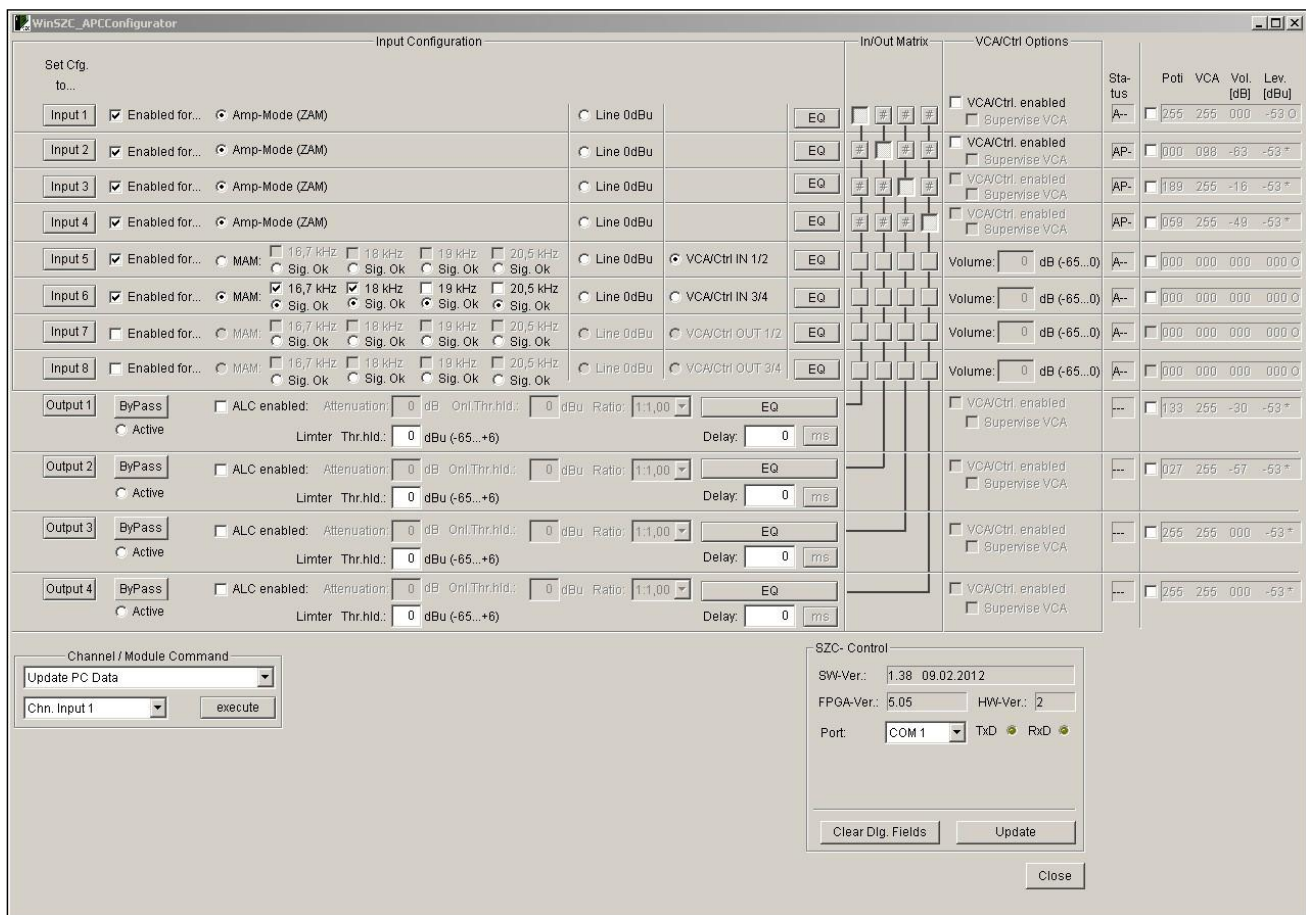 WinSZC_APCConfigurator
Input Configuration In/Out Matrix VCA/Ctrl Options
Set Cfg.
to...
Sta-
tus
Poti VCA Vol. Lev.
[dB] [dBu]
Input 1 Enabled for... Amp-Mode (ZAM) Line 0dBu EQ # # # VCA/Ctrl. enabled A-- 255 255 000 -53 O
Supervise VCA
Input 2 Enabled for... Amp-Mode (ZAM) Line 0dBu EQ # # # VCA/Ctrl. enabled AP- 000 098 -63 -53 *
Supervise VCA
Input 3 Enabled for... Amp-Mode (ZAM) Line 0dBu EQ # # # VCA/Ctrl. enabled AP- 189 255 -16 -53 *
Supervise VCA
Input 4 Enabled for... Amp-Mode (ZAM) Line 0dBu EQ # # # VCA/Ctrl. enabled AP- 059 255 -49 -53 *
Supervise VCA
Input 5 Enabled for... MAM: 16,7 kHz 18 kHz 19 kHz 20,5 kHz Line 0dBu VCA/Ctrl IN 1/2 EQ Volume: 0 dB (-65...0) A-- 000 000 000 000 O
Sig. Ok Sig. Ok Sig. Ok Sig. Ok
Input 6 Enabled for... MAM: 16,7 kHz 18 kHz 19 kHz 20,5 kHz Line 0dBu VCA/Ctrl IN 3/4 EQ Volume: 0 dB (-65...0) A-- 000 000 000 000 O
Sig. Ok Sig. Ok Sig. Ok Sig. Ok
Input 7 Enabled for... MAM: 16,7 kHz 18 kHz 19 kHz 20,5 kHz Line 0dBu VCA/Ctrl OUT 1/2 EQ Volume: 0 dB (-65...0) A-- 000 000 000 000 O
Sig. Ok Sig. Ok Sig. Ok Sig. Ok
Input 8 Enabled for... MAM: 16,7 kHz 18 kHz 19 kHz 20,5 kHz Line 0dBu VCA/Ctrl OUT 3/4 EQ Volume: 0 dB (-65...0) A-- 000 000 000 000 O
Sig. Ok Sig. Ok Sig. Ok Sig. Ok
Output 1 ByPass ALC enabled: Attenuation: 0 dB Onl.Thr.hld.: 0 dBu Ratio: 1:1,00 EQ VCA/Ctrl. enabled --- 133 255 -30 -53 *
Active Limter Thr.hld.: 0 dBu (-65...+6) Delay: 0 ms Supervise VCA
Output 2 ByPass ALC enabled: Attenuation: 0 dB Onl.Thr.hld.: 0 dBu Ratio: 1:1,00 EQ VCA/Ctrl. enabled --- 027 255 -57 -53 *
Active Limter Thr.hld.: 0 dBu (-65...+6) Delay: 0 ms Supervise VCA
Output 3 ByPass ALC enabled: Attenuation: 0 dB Onl.Thr.hld.: 0 dBu Ratio: 1:1,00 EQ VCA/Ctrl. enabled --- 255 255 000 -53 *
Active Limter Thr.hld.: 0 dBu (-65...+6) Delay: 0 ms Supervise VCA
Output 4 ByPass ALC enabled: Attenuation: 0 dB Onl.Thr.hld.: 0 dBu Ratio: 1:1,00 EQ VCA/Ctrl. enabled --- 255 255 000 -53 *
Active Limter Thr.hld.: 0 dBu (-65...+6) Delay: 0 ms Supervise VCA
Channel / Module Command
Update PC Data
Chn. Input 1 execute
SZC- Control
SW-Ver.: 1.38 09.02.2012
FPGA-Ver.: 5.05 HW-Ver.: 2
Port: COM 1 TxD RxD
Clear Dlg. Fields Update
Close